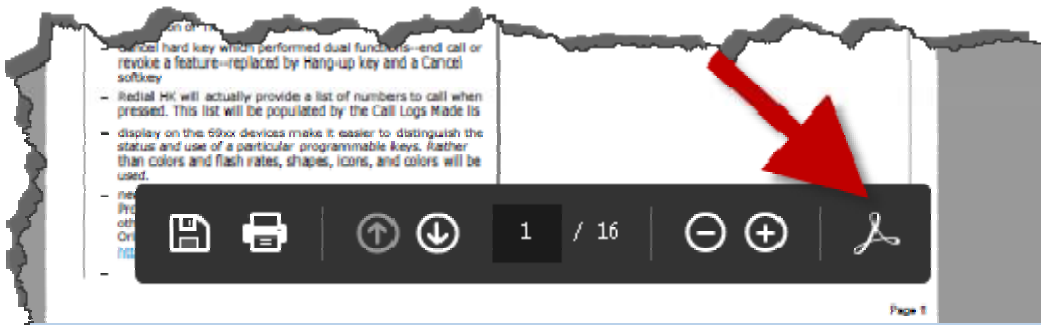 Cancel hard key which performed dual functions--end call or
revoke a feature--replaced by Hang-up key and a Cancel
softkey
– Redial HK will actually provide a list of numbers to call when
pressed. This list will be populated by the Call Logs Made lis
– display on the 69xx devices make it easier to distinguish the
status and use of a particular programmable keys. Rather
than colors and flash rates, shapes, icons, and colors will be
used.
–
1 / 16
–
Page 1